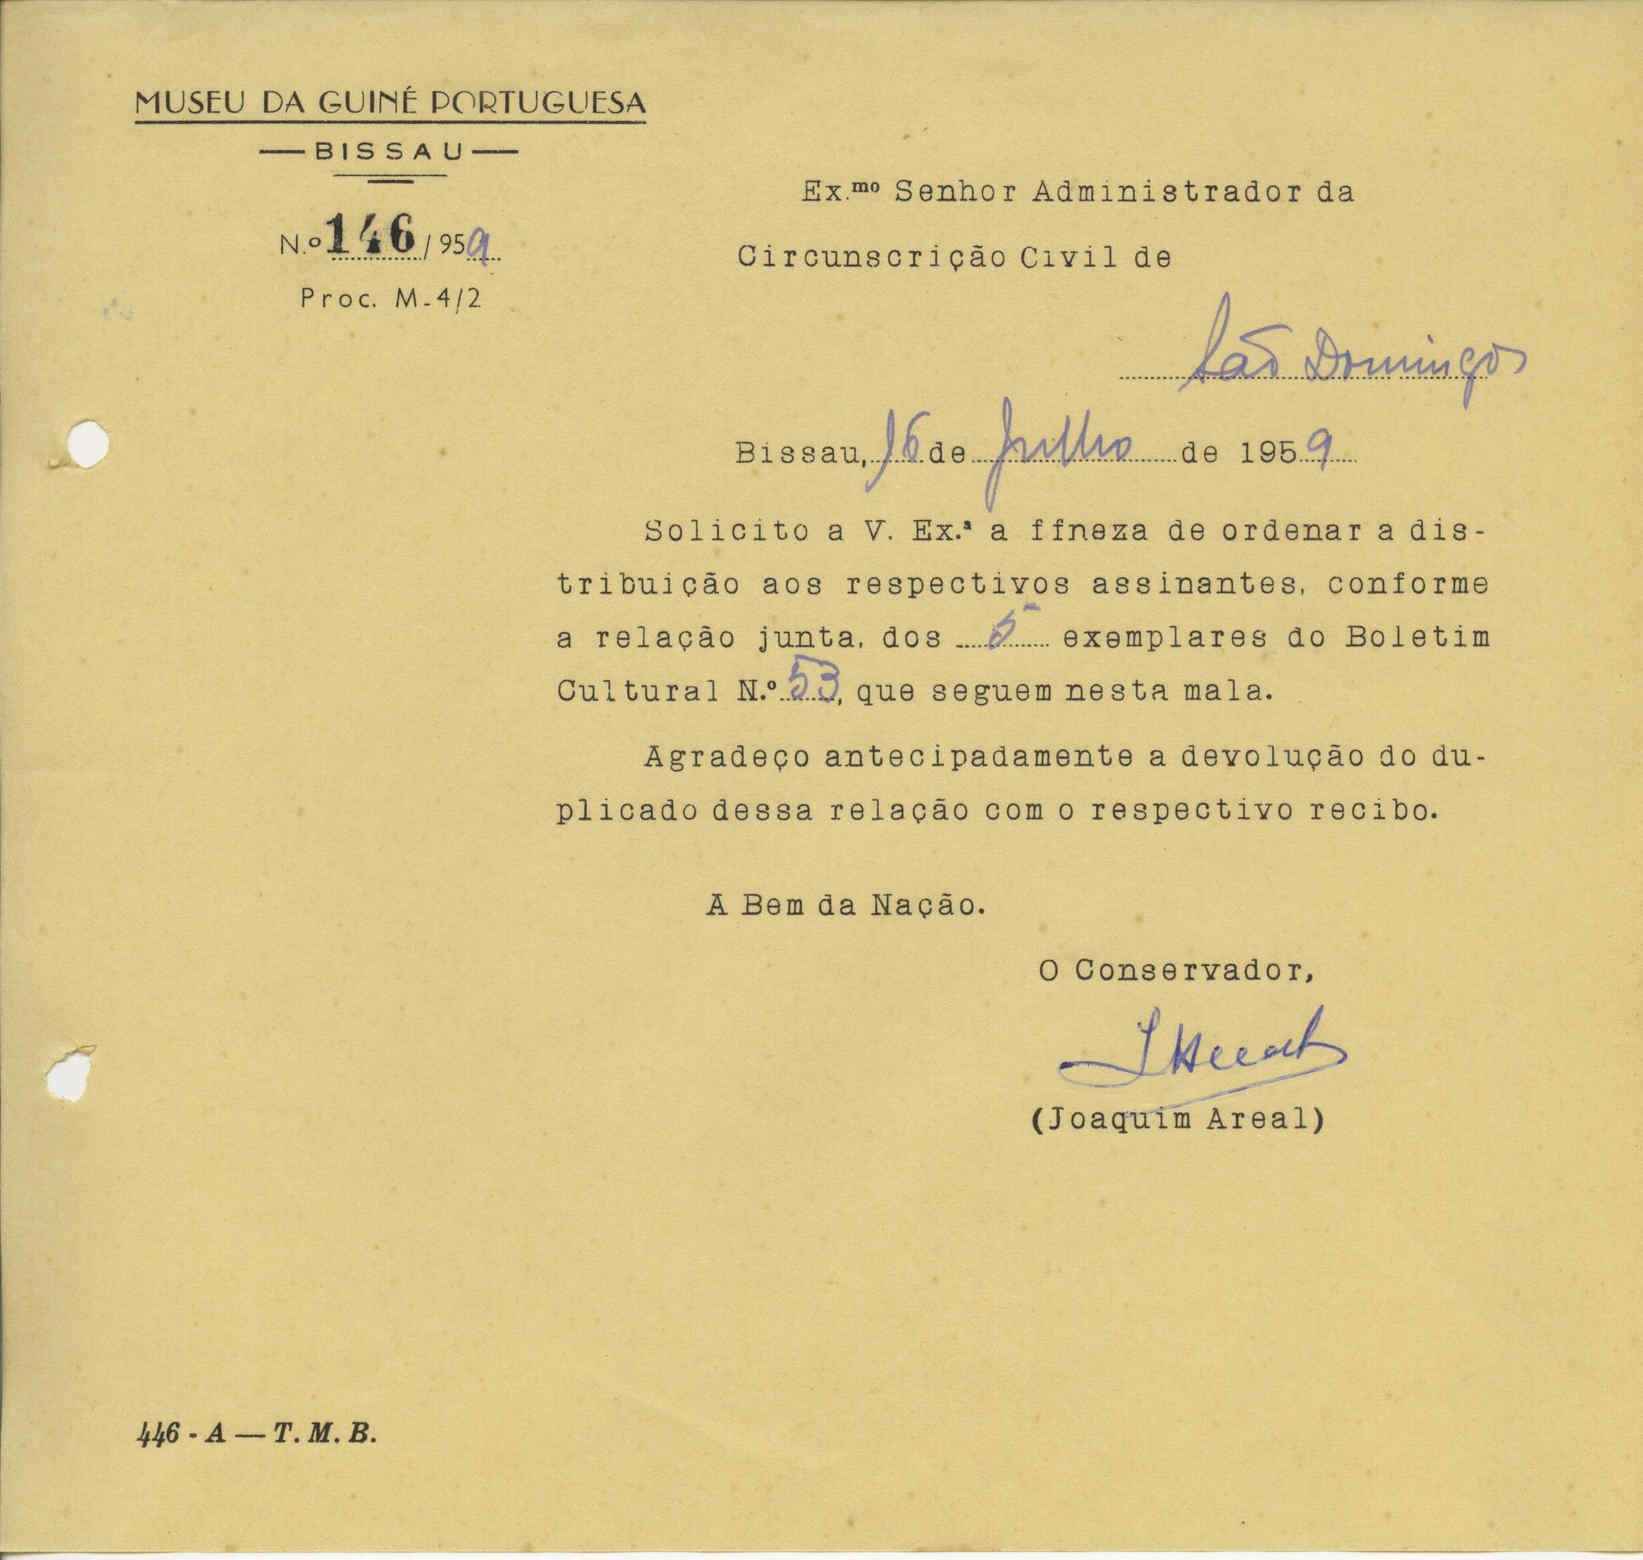 MUSEU DA GUINÉ PORTUGUESA
— BISSAU —
N.º 146 / 959
Proc. M-4/2
Ex.mo Senhor Administrador da
Circunscrição Civil de
São Domingos
Bissau, 16 de Julho de 1959
Solicito a V. Ex.ª a ffneza de ordenar a dis-
tribuição aos respectivos assinantes, conforme
a relação junta, dos 5 exemplares do Boletim
Cultural N.º 53, que seguem nesta mala.
Agradeço antecipadamente a devolução do du-
plicado dessa relação com o respectivo recibo.
A Bem da Nação.
O Conservador,
(Joaquim Areal)
446 - A — T. M. B.